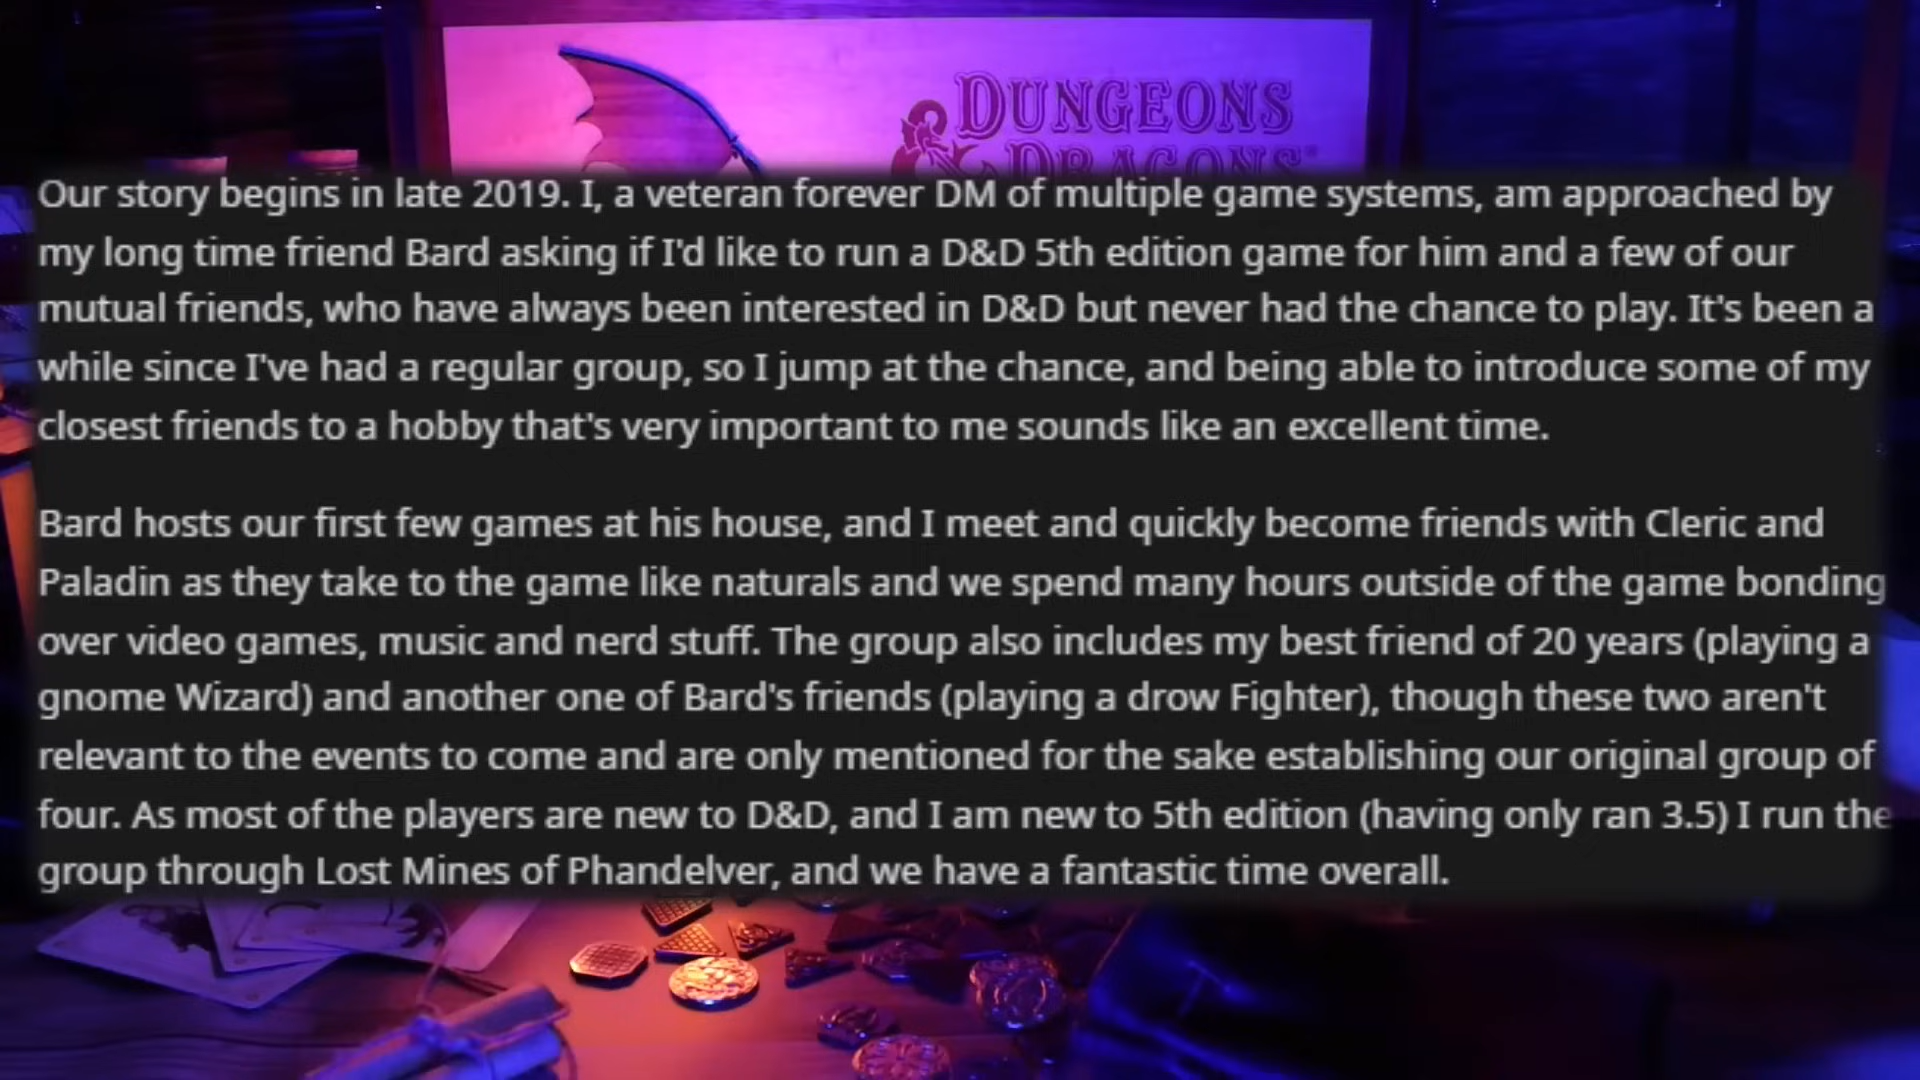 DUNGEONS
& DRAGONS
Our story begins in late 2019. I, a veteran forever DM of multiple game systems, am approached by
my long time friend Bard asking if I'd like to run a D&D 5th edition game for him and a few of our
mutual friends, who have always been interested in D&D but never had the chance to play. It's been a
while since I've had a regular group, so I jump at the chance, and being able to introduce some of my
closest friends to a hobby that's very important to me sounds like an excellent time.
Bard hosts our first few games at his house, and I meet and quickly become friends with Cleric and
Paladin as they take to the game like naturals and we spend many hours outside of the game bonding
over video games, music and nerd stuff. The group also includes my best friend of 20 years (playing a
gnome Wizard) and another one of Bard's friends (playing a drow Fighter), though these two aren't
relevant to the events to come and are only mentioned for the sake establishing our original group of
four. As most of the players are new to D&D, and I am new to 5th edition (having only ran 3.5) I run the
group through Lost Mines of Phandelver, and we have a fantastic time overall.